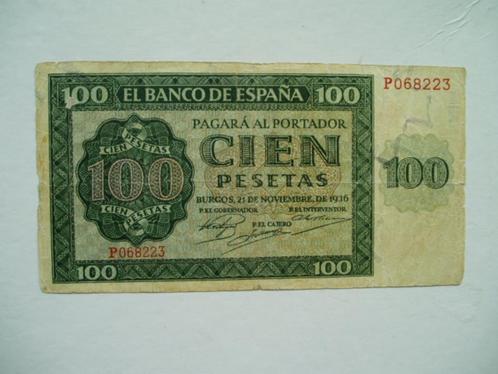 100 EL BANCO DE ESPAÑA 100
P068223
PAGARÁ AL PORTADOR
PESETAS
CIEN PESETAS
100
CIEN PESETAS
CIEN
PESETAS
100
BURGOS, 21 DE NOVIEMBRE, DE 1936
P.EL GOBERNADOR
P.EL INTERVENTOR
P.EL CAJERO
P068223
100
100